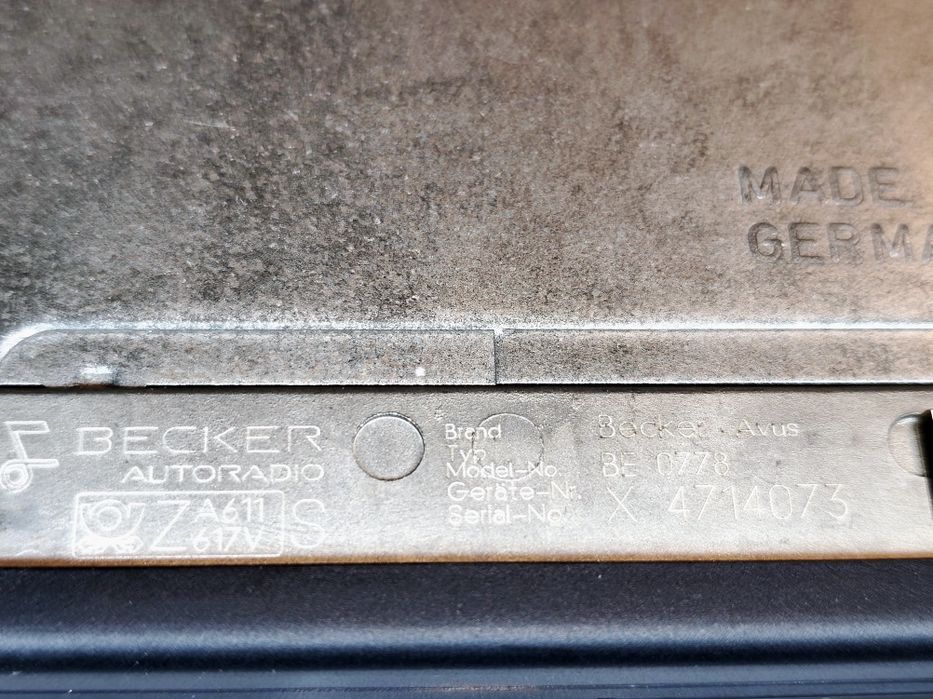 MADE
GERMA
BECKER
AUTORADIO
Z A611
617V S
Brand Becker Avus
Typ
Model-No. BE 0778
Geräte-Nr.
Serial-No. X 4714073